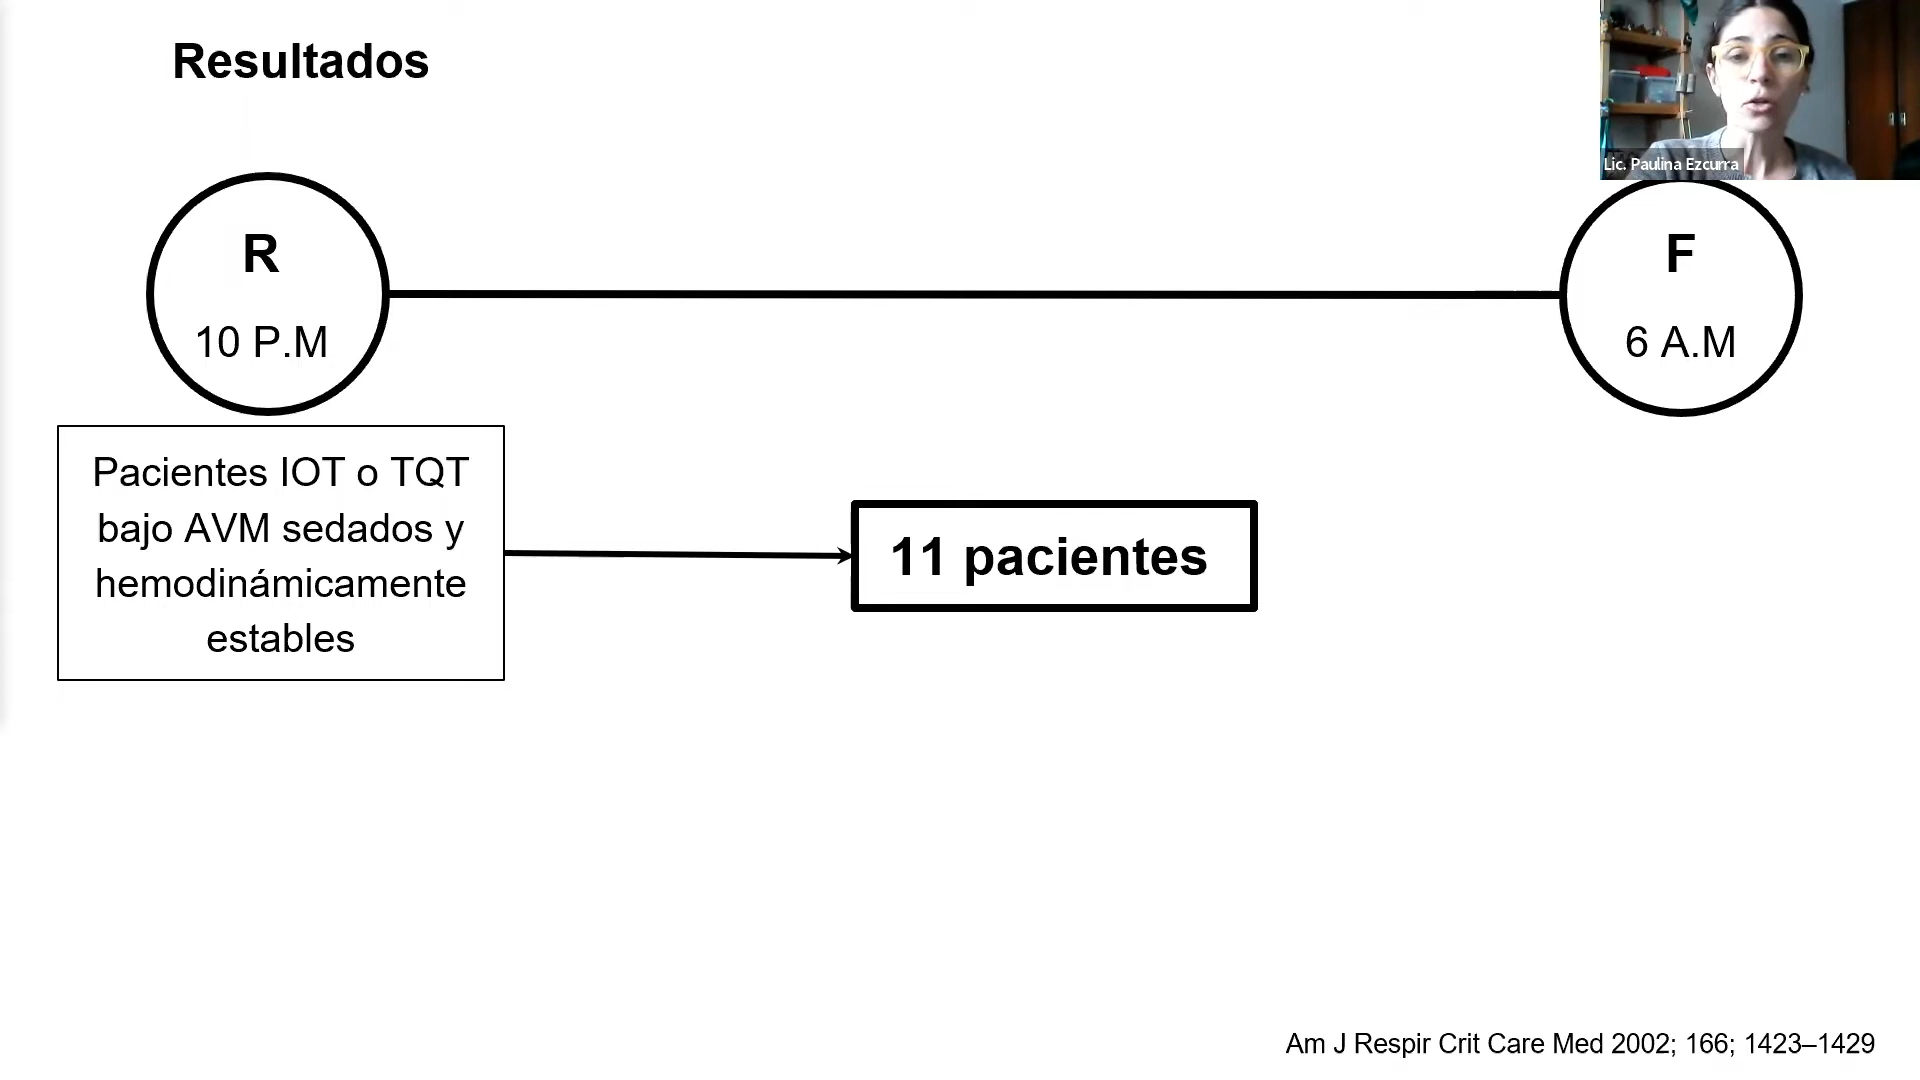 Resultados
Lic. Paulina Ezcurra
R
10 P.M
F
6 A.M
Pacientes IOT o TQT
bajo AVM sedados y
hemodinámicamente
estables
11 pacientes
Am J Respir Crit Care Med 2002; 166; 1423–1429